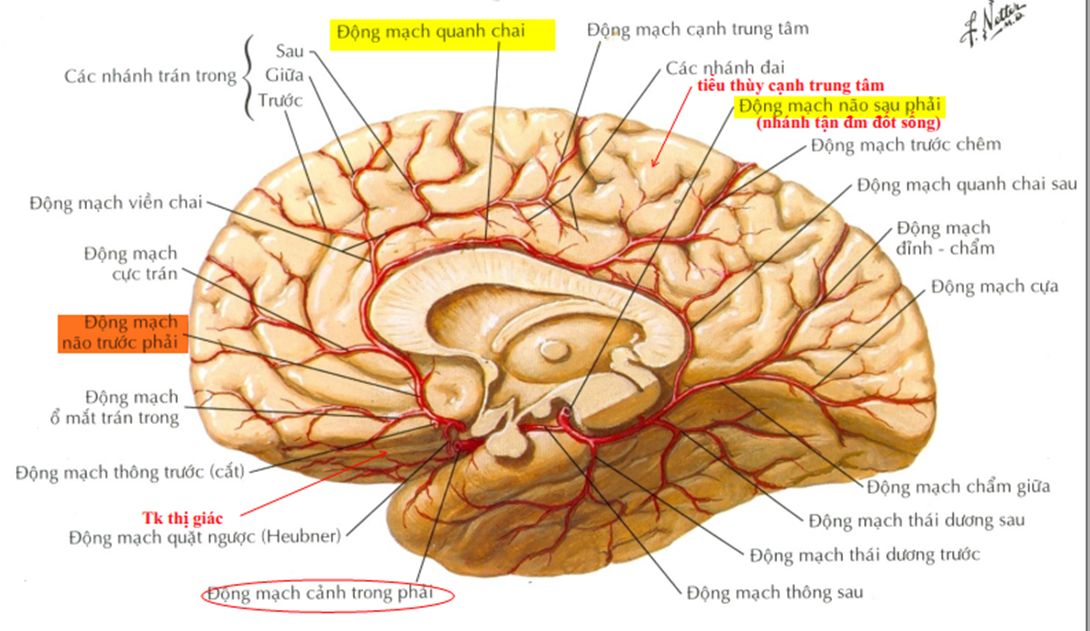 F. Netter
M.D.
Động mạch quanh chai
Động mạch cạnh trung tâm
Các nhánh trán trong
Sau
Giữa
Trước
Các nhánh đai
tiểu thùy cạnh trung tâm
Động mạch não sau phải
(nhánh tận đm đốt sống)
Động mạch trước chêm
Động mạch quanh chai sau
Động mạch viền chai
Động mạch
đỉnh - chẩm
Động mạch
cực trán
Động mạch cựa
Động mạch
não trước phải
Động mạch
ổ mắt trán trong
Động mạch thông trước (cắt)
Động mạch chẩm giữa
Tk thị giác
Động mạch thái dương sau
Động mạch quặt ngược (Heubner)
Động mạch thái dương trước
Động mạch cảnh trong phải
Động mạch thông sau